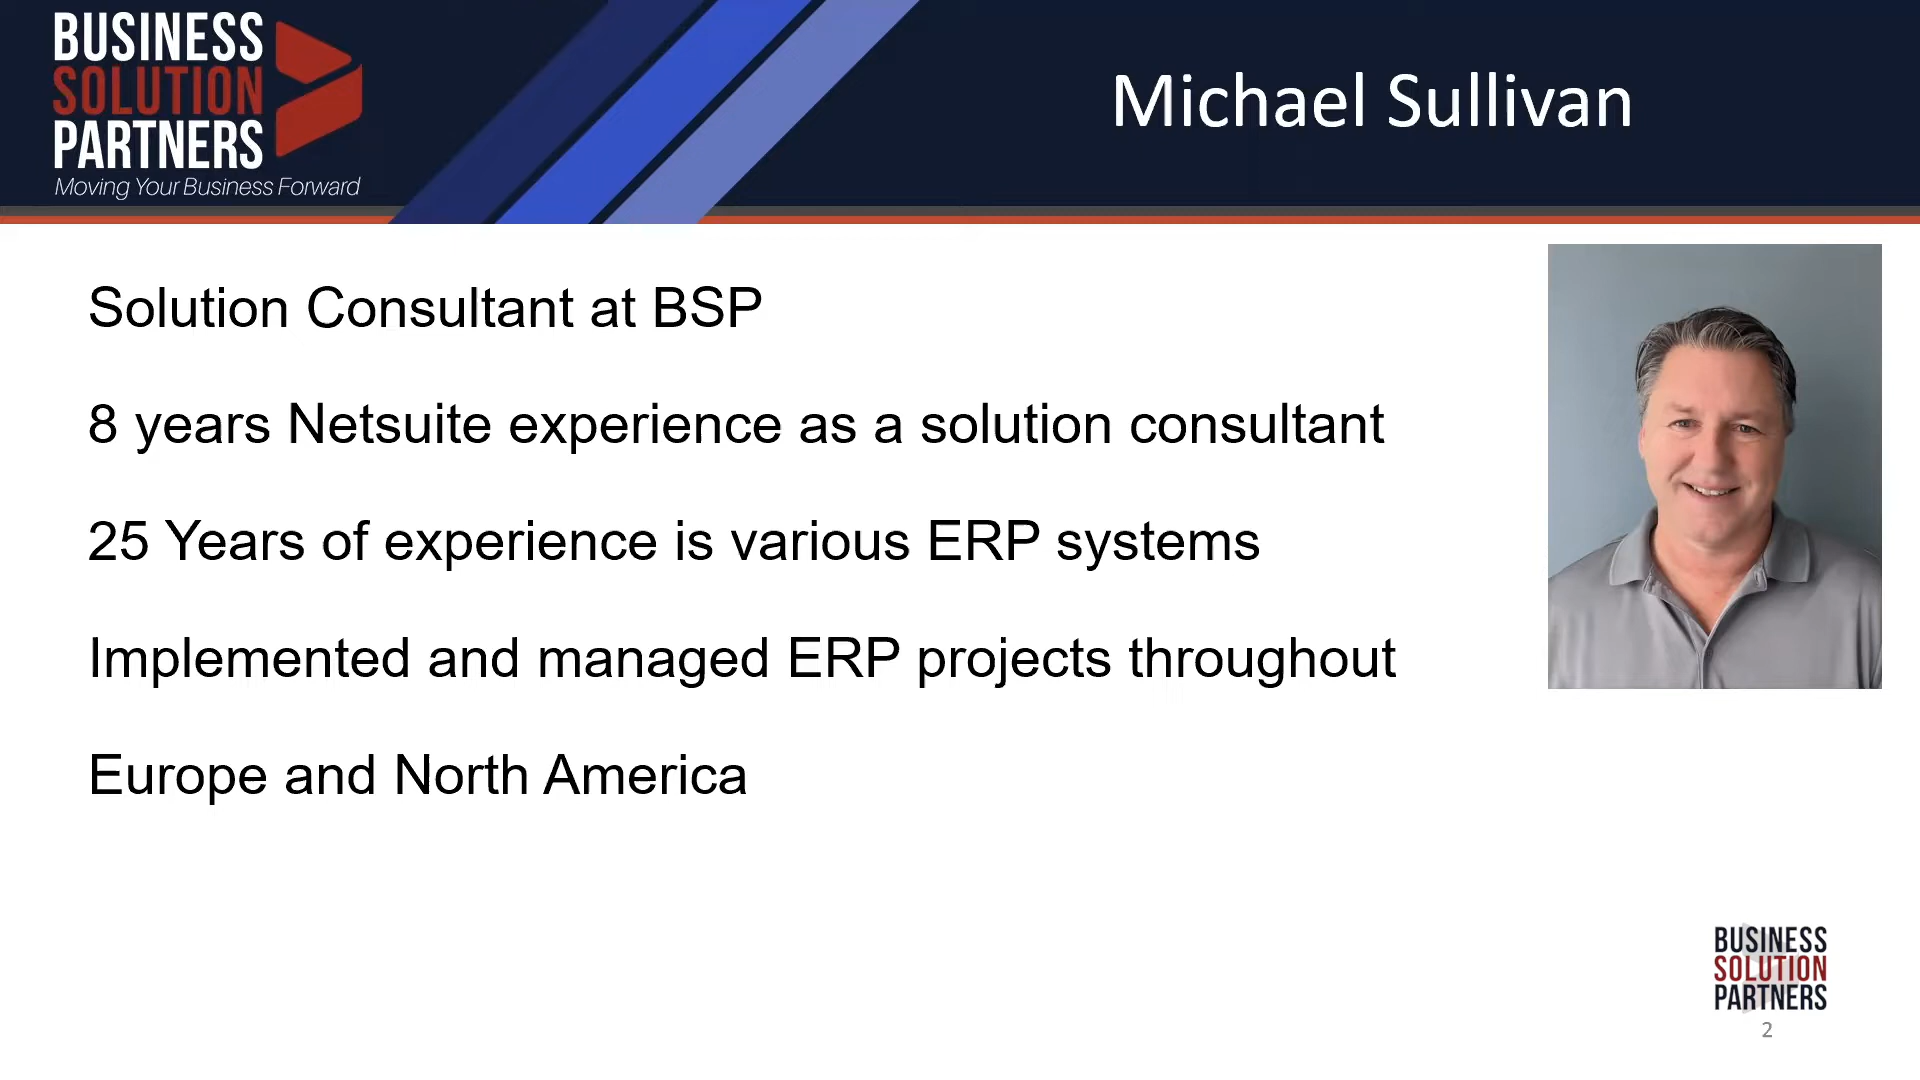 BUSINESS
SOLUTION
PARTNERS
Moving Your Business Forward
Michael Sullivan
Solution Consultant at BSP
8 years Netsuite experience as a solution consultant
25 Years of experience is various ERP systems
Implemented and managed ERP projects throughout
Europe and North America
BUSINESS
SOLUTION
PARTNERS
2